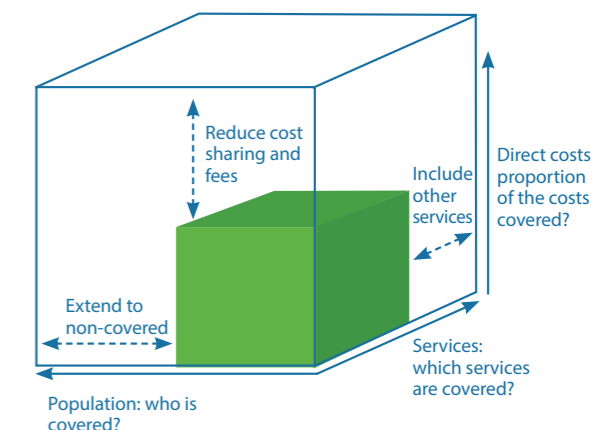 Reduce cost
sharing and
fees
Include
other
services
Direct costs
proportion
of the costs
covered?
Extend to
non-covered
Services:
which services
are covered?
Population: who is
covered?